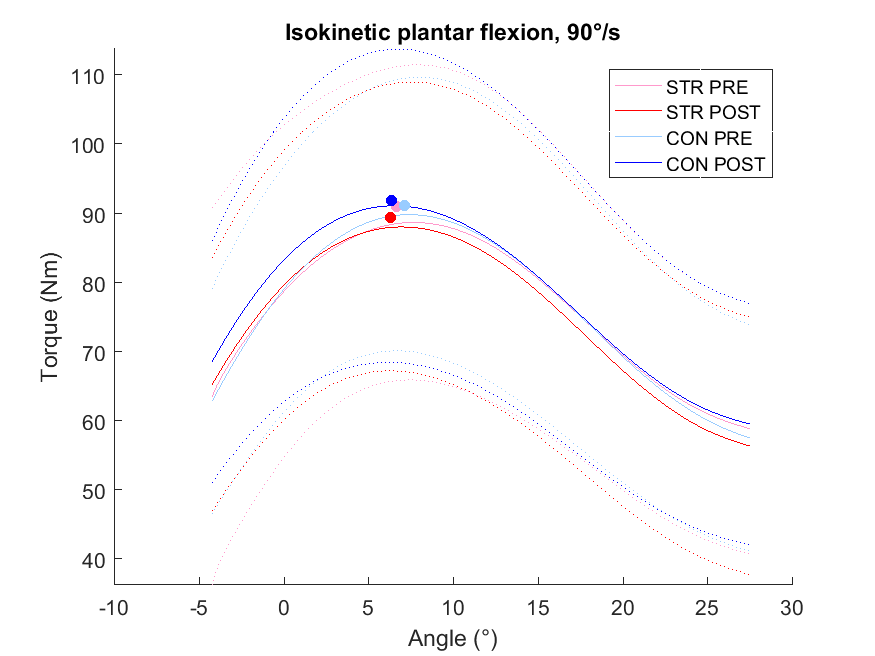 Isokinetic plantar flexion, 90°/s
STR PRE
STR POST
CON PRE
CON POST
Torque (Nm)
110
100
90
80
70
60
50
40
-10 -5 0 5 10 15 20 25 30
Angle (°)